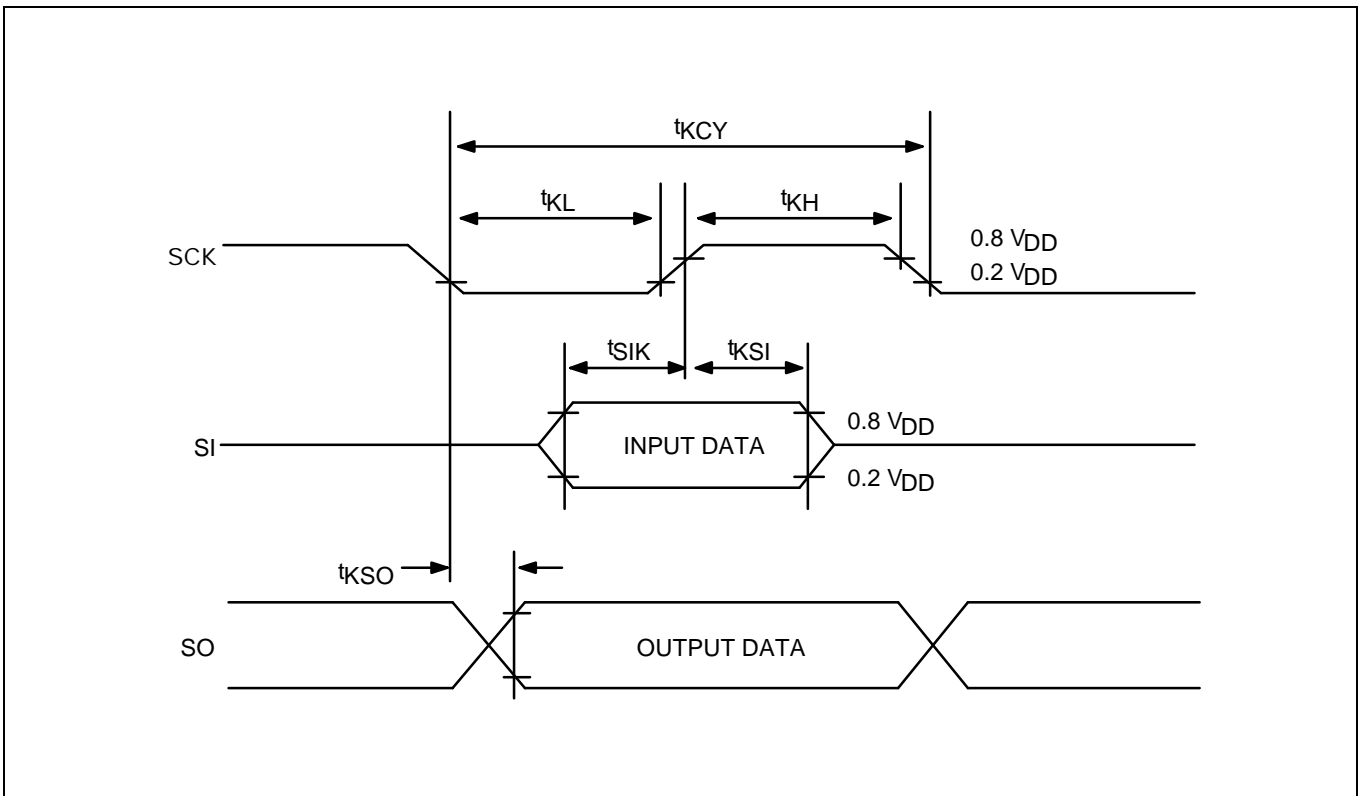 tKCY
tKL
tKH
SCK
0.8 VDD
0.2 VDD
tSIK
tKSI
SI
INPUT DATA
0.8 VDD
0.2 VDD
tKSO
SO
OUTPUT DATA